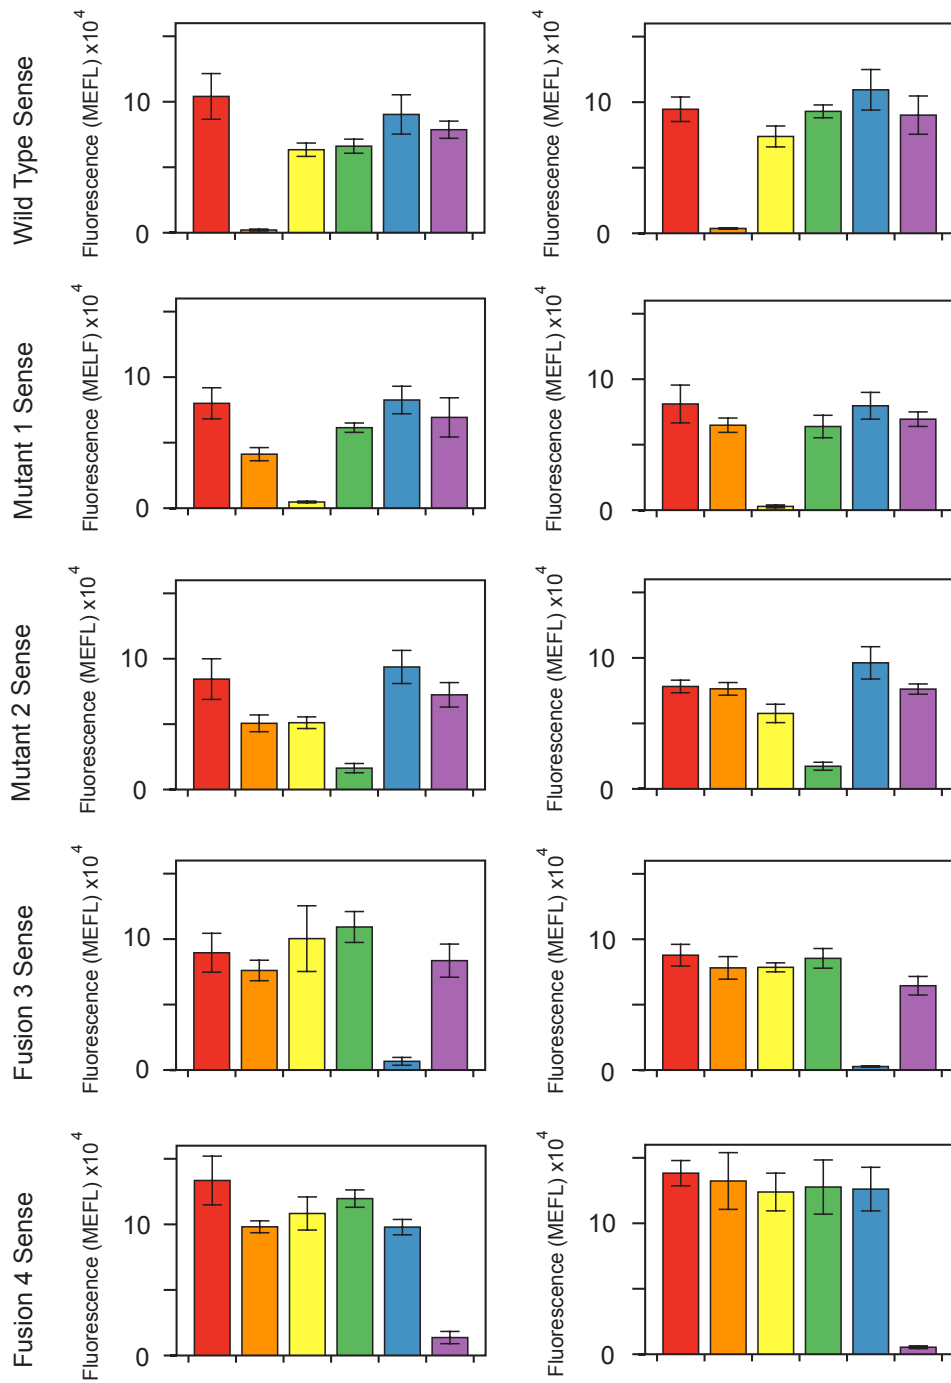 Wild Type Sense
Fluorescence (MEFL) x10 4
10
0
Fluorescence (MEFL) x10 4
10
0
Mutant 1 Sense
Fluorescence (MELF) x10 4
10
0
Fluorescence (MEFL) x10 4
10
0
Mutant 2 Sense
Fluorescence (MEFL) x10 4
10
0
Fluorescence (MEFL) x10 4
10
0
Fusion 3 Sense
Fluorescence (MEFL) x10 4
10
0
Fluorescence (MEFL) x10 4
10
0
Fusion 4 Sense
Fluorescence (MEFL) x10 4
10
0
Fluorescence (MEFL) x10 4
10
0